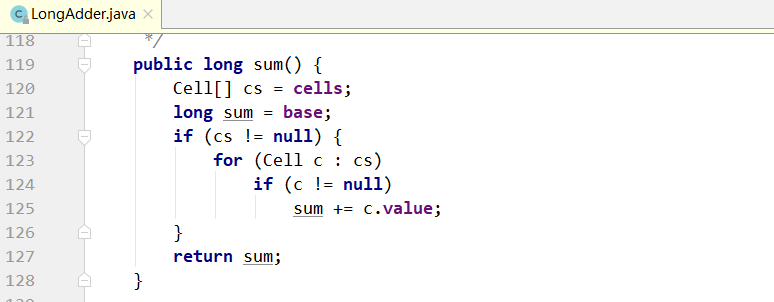 LongAdder.java
118 */
119 public long sum() {
120 Cell[] cs = cells;
121 long sum = base;
122 if (cs != null) {
123 for (Cell c : cs)
124 if (c != null)
125 sum += c.value;
126 }
127 return sum;
128 }